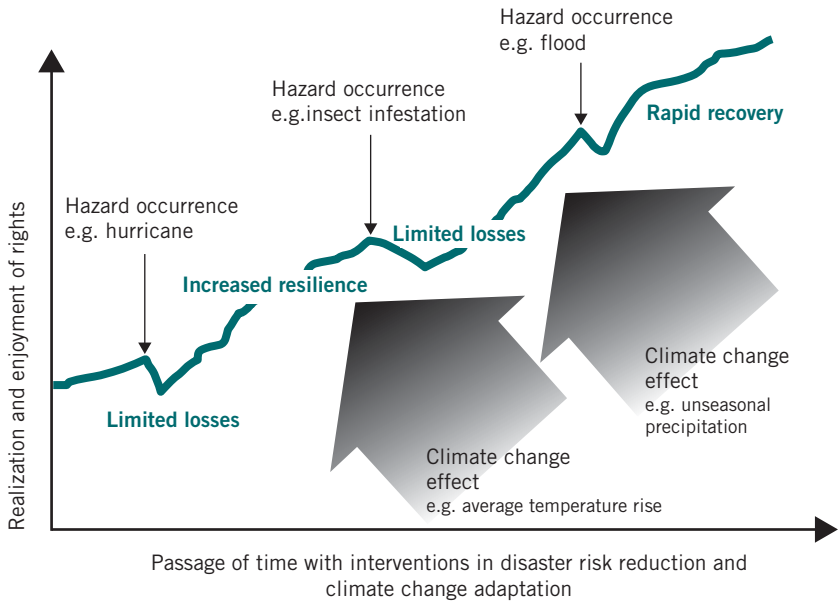 Hazard occurrence
e.g. flood
Hazard occurrence
e.g.insect infestation
Rapid recovery
Hazard occurrence
e.g. hurricane
Limited losses
Increased resilience
Climate change
effect
e.g. unseasonal
precipitation
Limited losses
Climate change
effect
e.g. average temperature rise
Realization and enjoyment of rights
Passage of time with interventions in disaster risk reduction and
climate change adaptation